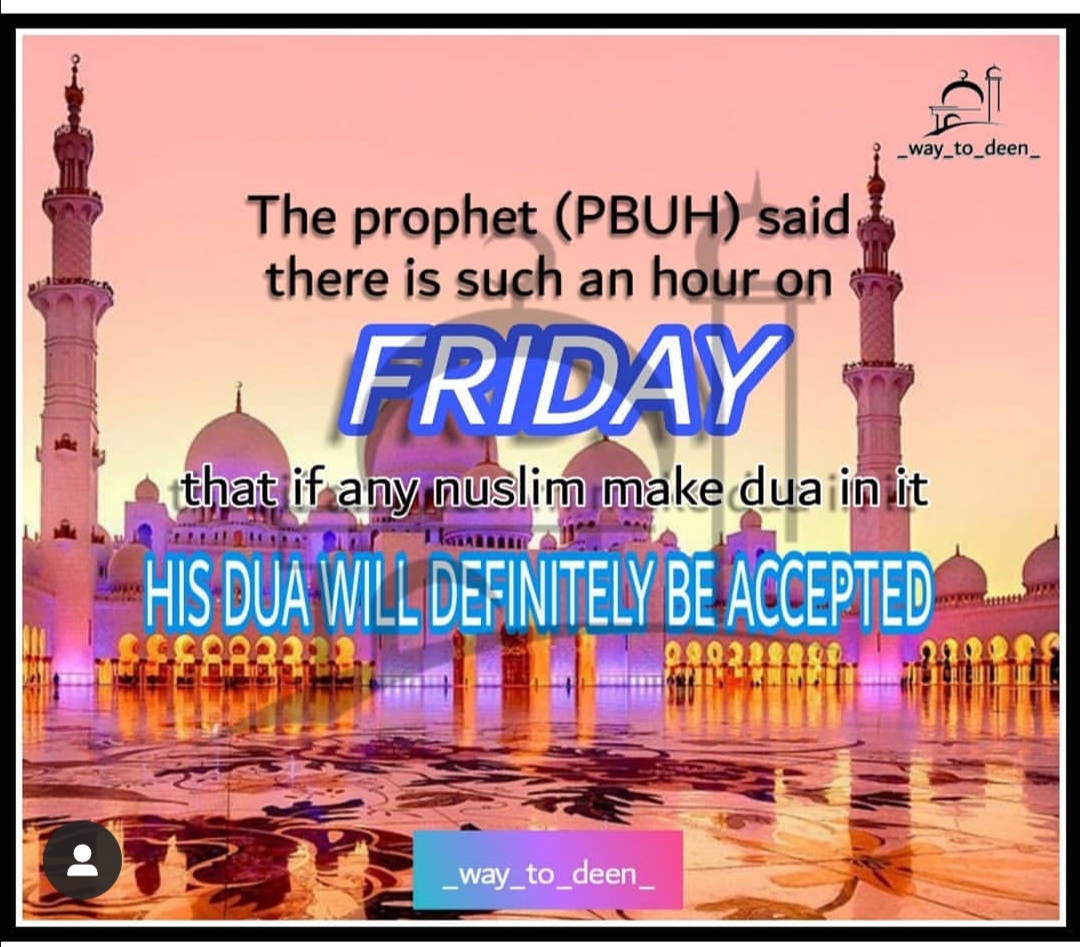 _way_to_deen_
The prophet (PBUH) said
there is such an hour on
FRIDAY
that if any nuslim make dua in it
HIS DUA WILL DEFINITELY BE ACCEPTED
_way_to_deen_